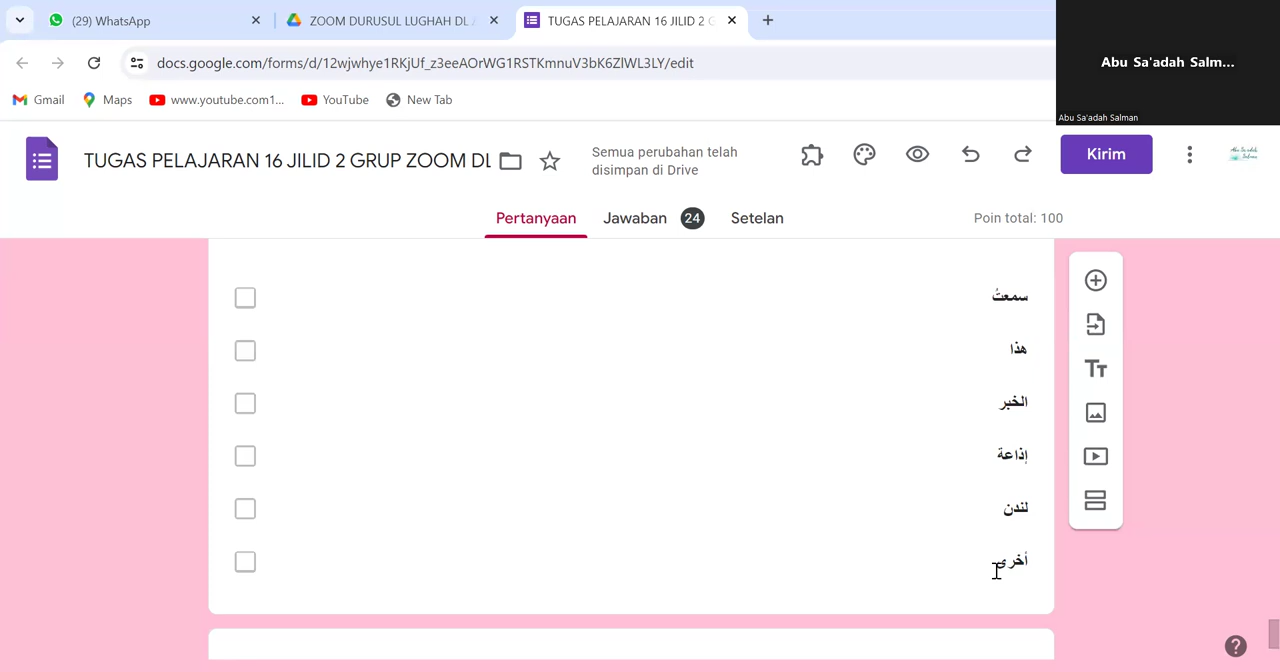 (29) WhatsApp
ZOOM DURUSUL LUGHAH DL
TUGAS PELAJARAN 16 JILID 2 G
docs.google.com/forms/d/12wjwhye1RKjUf_z3eeAOrWG1RSTKmnuV3bK6ZlWL3LY/edit
Abu Sa'adah Salm...
Abu Sa'adah Salman
Gmail
Maps
www.youtube.com1...
YouTube
New Tab
TUGAS PELAJARAN 16 JILID 2 GRUP ZOOM DL
Semua perubahan telah
disimpan di Drive
Kirim
Pertanyaan
Jawaban 24
Setelan
Poin total: 100
سمعتُ
هذا
الخبر
إذاعة
لندن
أخرى